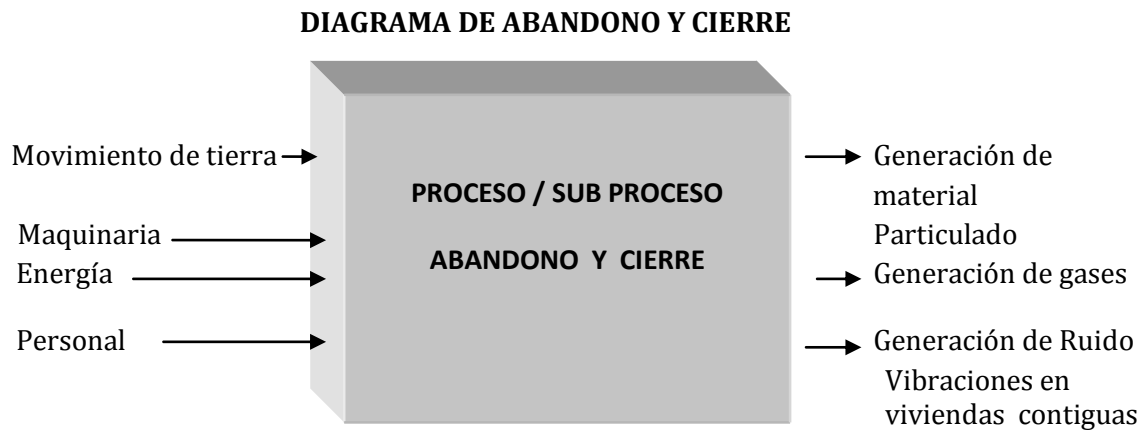 DIAGRAMA DE ABANDONO Y CIERRE
Movimiento de tierra
Maquinaria
Energía
Personal
PROCESO / SUB PROCESO
ABANDONO Y CIERRE
Generación de
material
Particulado
Generación de gases
Generación de Ruido
Vibraciones en
viviendas contiguas